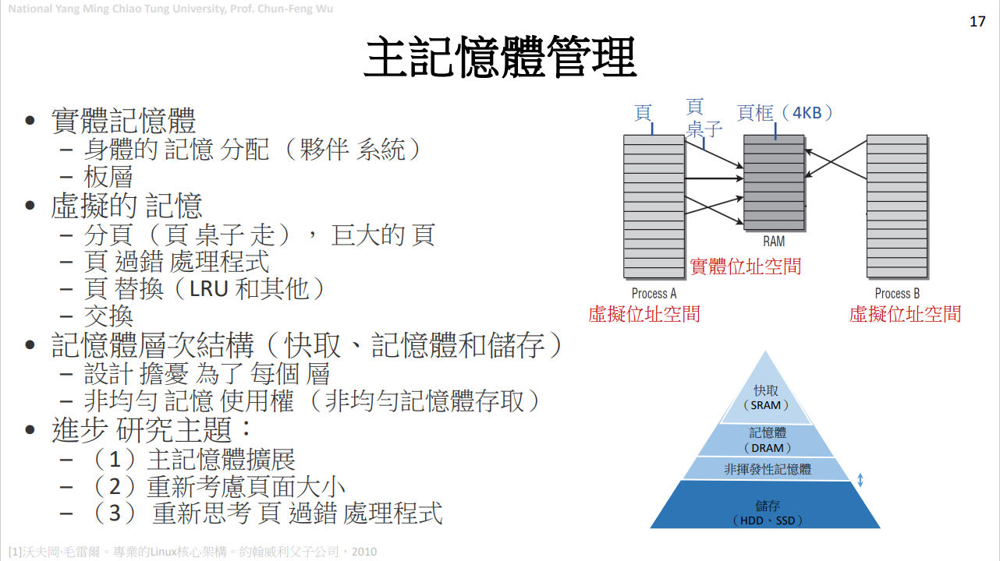 National Yang Ming Chiao Tung University, Prof. Chun-Feng Wu
17
主記憶體管理
• 實體記憶體
– 身體的 記憶 分配 （夥伴 系統）
– 板層
• 虛擬的 記憶
– 分頁 （頁 桌子 走）， 巨大的 頁
– 頁 過錯 處理程式
– 頁 替換（LRU 和其他）
– 交換
• 記憶體層次結構（快取、記憶體和儲存）
– 設計 擔憂 為了 每個 層
– 非均勻 記憶 使用權 （非均勻記憶體存取）
• 進步 研究主題：
– （1）主記憶體擴展
– （2）重新考慮頁面大小
– （3） 重新思考 頁 過錯 處理程式
頁
頁
桌子
頁框（4KB）
RAM
實體位址空間
Process A
虛擬位址空間
Process B
虛擬位址空間
快取
（SRAM）
記憶體
（DRAM）
非揮發性記憶體
儲存
（HDD、SSD）
[1]沃夫岡·毛雷爾。專業的Linux核心架構。約翰威利父子公司，2010